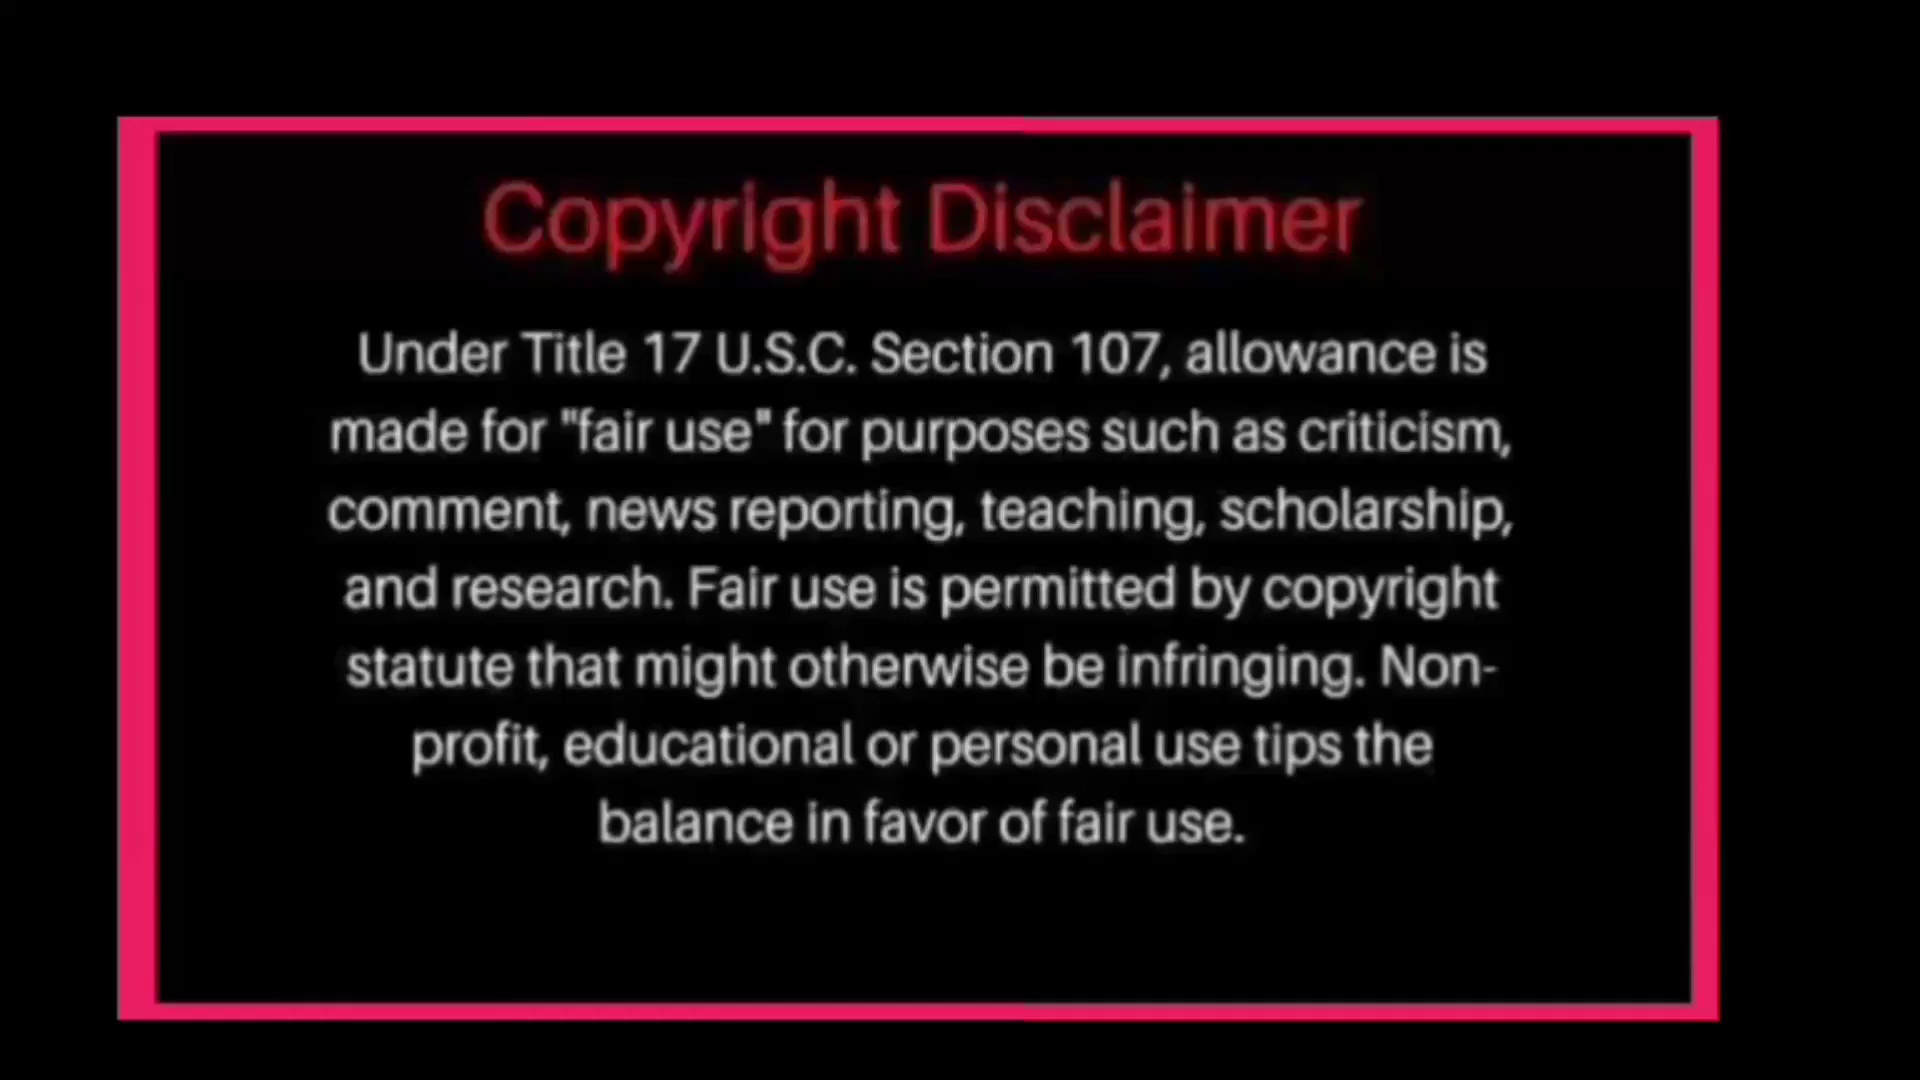 Copyright Disclaimer
Under Title 17 U.S.C. Section 107, allowance is
made for "fair use" for purposes such as criticism,
comment, news reporting, teaching, scholarship,
and research. Fair use is permitted by copyright
statute that might otherwise be infringing. Non-
profit, educational or personal use tips the
balance in favor of fair use.